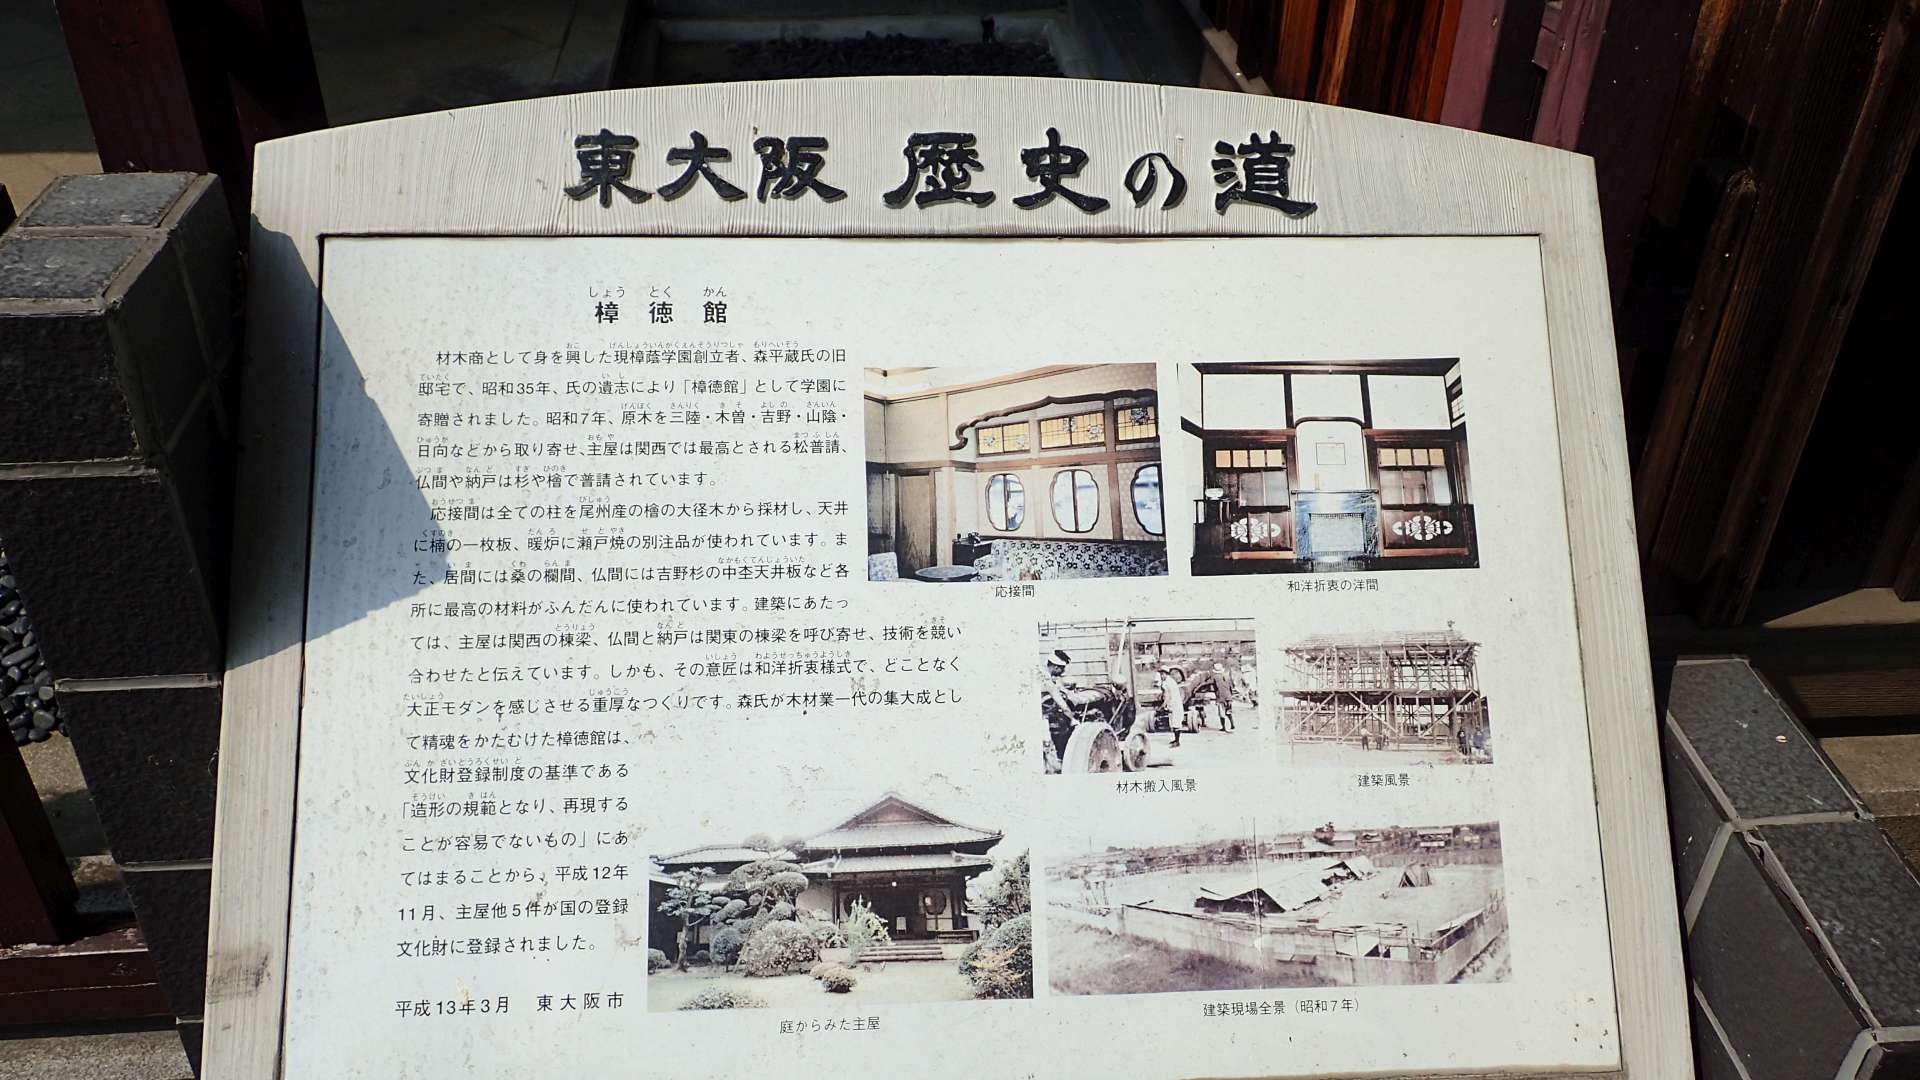 東大阪 歴史の道
しょう とく かん
樟徳館
材木商として身を興した現樟蔭学園創立者、森平蔵氏の旧
邸宅で、昭和35年、氏の遺志により「樟徳館」として学園に
寄贈されました。昭和7年、原木を三陸・木曽・吉野・山陰・
日向などから取り寄せ、主屋は関西では最高とされる松普請、
仏間や納戸は杉や檜で普請されています。
応接間は全ての柱を尾州産の檜の大径木から採材し、天井
に楠の一枚板、暖炉に瀬戸焼の別注品が使われています。ま
た、居間には桑の欄間、仏間には吉野杉の中杢天井板など各
所に最高の材料がふんだんに使われています。建築にあたっ
ては、主屋は関西の棟梁、仏間と納戸は関東の棟梁を呼び寄せ、技術を競い
合わせたと伝えています。しかも、その意匠は和洋折衷様式で、どことなく
大正モダンを感じさせる重厚なつくりです。森氏が木材業一代の集大成とし
て精魂をかたむけた樟徳館は、
文化財登録制度の基準である
「造形の規範となり、再現する
ことが容易でないもの」にあ
てはまることから、平成12年
11月、主屋他5件が国の登録
文化財に登録されました。
平成13年3月 東大阪市
応接間
和洋折衷の洋間
材木搬入風景
建築風景
庭からみた主屋
建築現場全景（昭和7年）